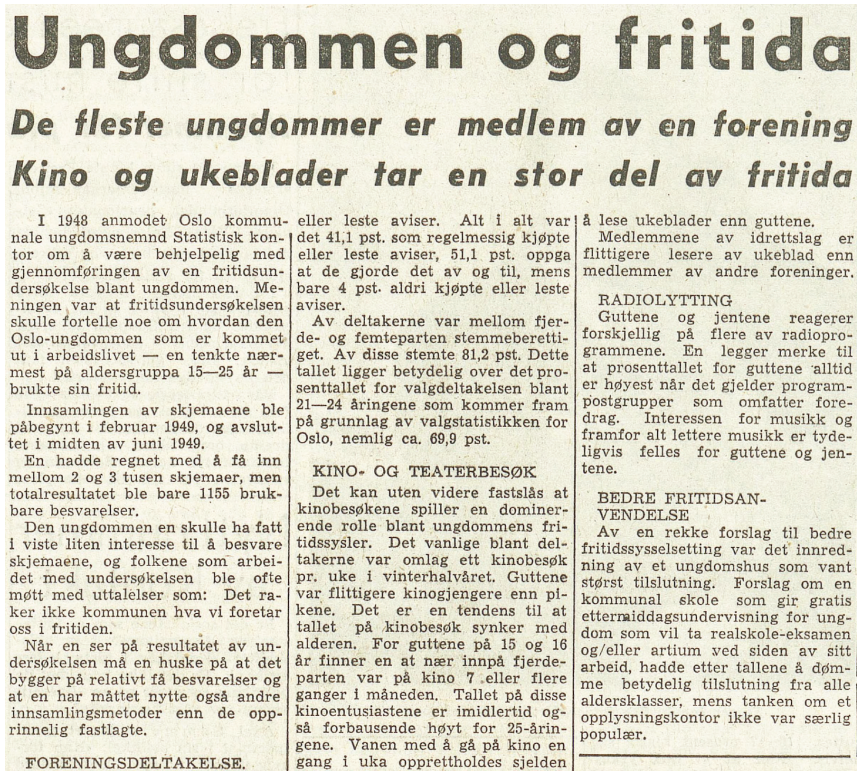 Ungdommen og fritida
De fleste ungdommer er medlem av en forening
Kino og ukeblader tar en stor del av fritida
I 1948 anmodet Oslo kommu-
nale ungdomsnemnd Statistisk kon-
tor om å være behjelpelig med
gjennomføringen av en fritidsun-
dersøkelse blant ungdommen. Me-
ningen var at fritidsundersøkelsen
skulle fortelle noe om hvordan den
Oslo-ungdommen som er kommet
ut i arbeidslivet — en tenkte nær-
mest på aldersgruppa 15—25 år —
brukte sin fritid.
Innsamlingen av skjemaene ble
påbegynt i februar 1949, og avslut-
tet i midten av juni 1949.
En hadde regnet med å få inn
mellom 2 og 3 tusen skjemaer, men
totalresultatet ble bare 1155 bruk-
bare besvarelser.
Den ungdommen en skulle ha fatt
i viste liten interesse til å besvare
skjemaene, og folkene som arbei-
det med undersøkelsen ble ofte
møtt med uttalelser som: Det ra-
ker ikke kommunen hva vi foretar
oss i fritiden.
Når en ser på resultatet av un-
dersøkelsen må en huske på at det
bygger på relativt få besvarelser og
at en har måttet nytte også andre
innsamlingsmetoder enn de opp-
rinnelig fastlagte.
FORENINGSDELTAKELSE.
eller leste aviser. Alt i alt var
det 41,1 pst. som regelmessig kjøpte
eller leste aviser, 51,1 pst. oppga
at de gjorde det av og til, mens
bare 4 pst. aldri kjøpte eller leste
aviser.
Av deltakerne var mellom fjer-
de- og femteparten stemmeberetti-
get. Av disse stemte 81,2 pst. Dette
tallet ligger betydelig over det pro-
senttallet for valgdeltakelsen blant
21—24 åringene som kommer fram
på grunnlag av valgstatistikken for
Oslo, nemlig ca. 69,9 pst.
KINO- OG TEATERBESØK
Det kan uten videre fastslås at
kinobesøkene spiller en dominer-
ende rolle blant ungdommens fri-
tidssysler. Det vanlige blant del-
takerne var omlag ett kinobesøk
pr. uke i vinterhalvåret. Guttene
var flittigere kinogjengere enn pi-
kene. Det er en tendens til at
tallet på kinobesøk synker med
alderen. For guttene på 15 og 16
år finner en at nær innpå fjerde-
parten var på kino 7 eller flere
ganger i måneden. Tallet på disse
kinoentusiastene er imidlertid og-
så forbausende høyt for 25-årin-
gene. Vanen med å gå på kino en
gang i uka opprettholdes sjelden
å lese ukeblader enn guttene.
Medlemmene av idrettslag er
flittigere lesere av ukeblad enn
medlemmer av andre foreninger.
RADIOLYTTING
Guttene og jentene reagerer
forskjellig på flere av radiopro-
grammene. En legger merke til
at prosenttallet for guttene alltid
er høyest når det gjelder program-
postgrupper som omfatter fore-
drag. Interessen for musikk og
framfor alt lettere musikk er tyde-
ligvis felles for guttene og jen-
tene.
BEDRE FRITIDSAN-
VENDELSE
Av en rekke forslag til bedre
fritidssysselsetting var det innred-
ning av et ungdomshus som vant
størst tilslutning. Forslag om en
kommunal skole som gir gratis
ettermiddagsundervisning for ung-
dom som vil ta realskole-eksamen
og/eller artium ved siden av sitt
arbeid, hadde etter tallene å døm-
me betydelig tilslutning fra alle
aldersklasser, mens tanken om et
opplysningskontor ikke var særlig
populær.